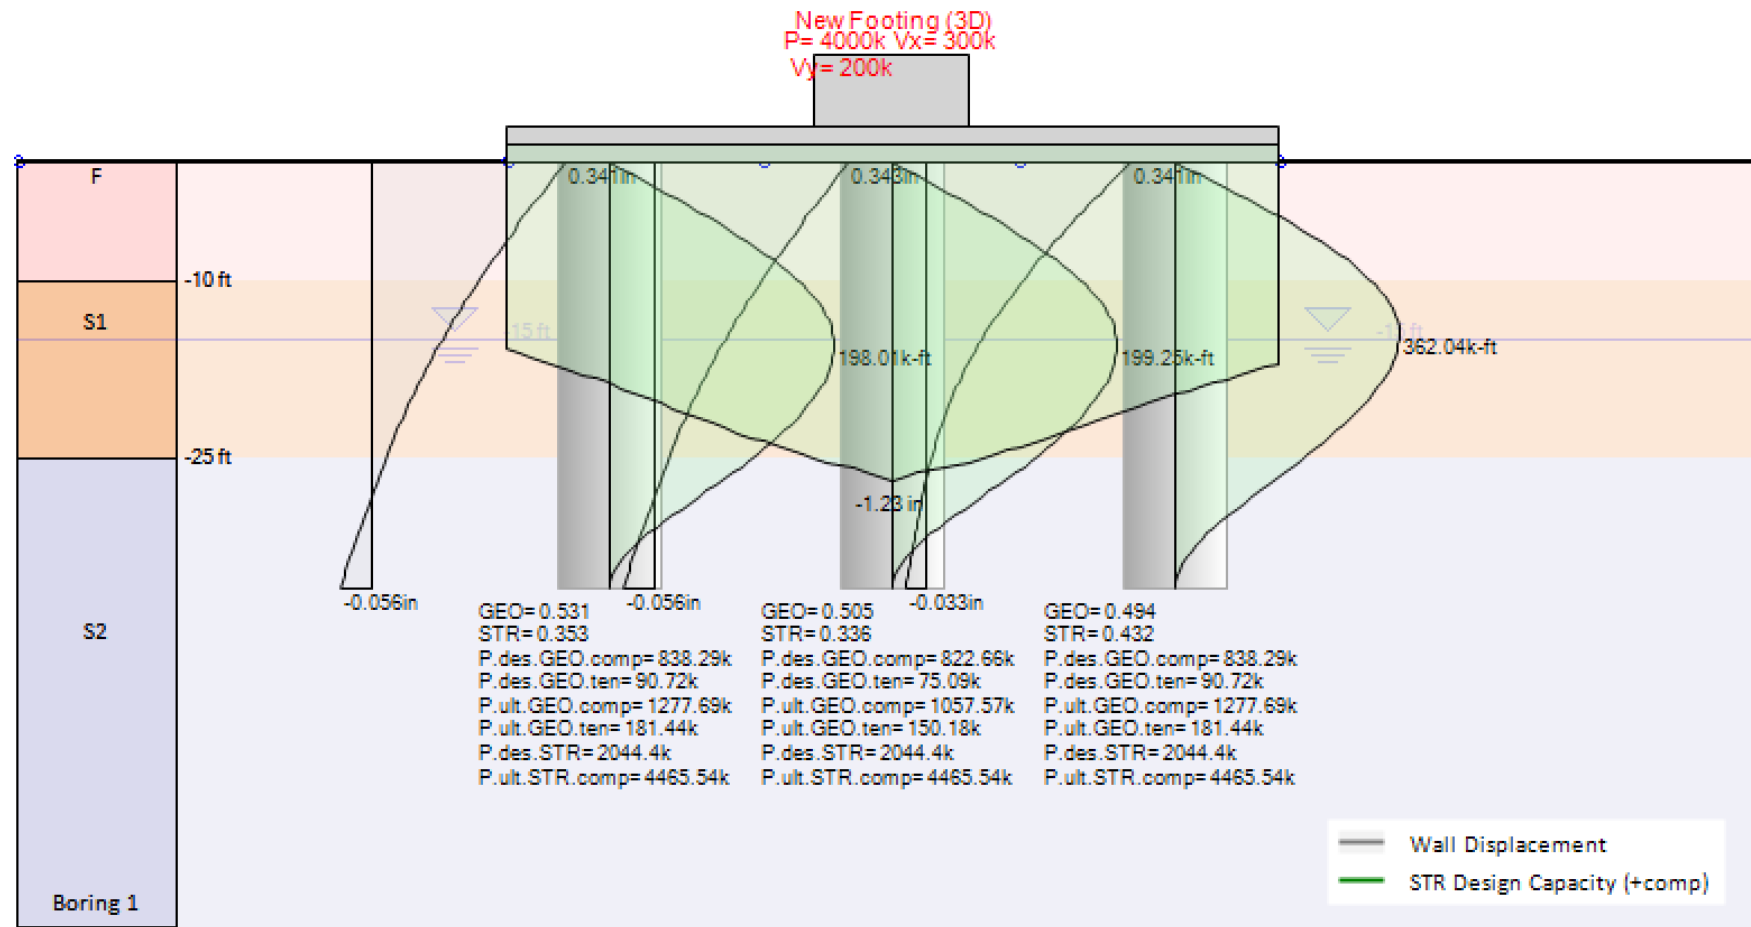 New Footing (3D)
P= 4000k Vx= 300k
Vy= 200k
F
0.341in
0.343in
0.341in
-10 ft
S1
-15 ft
-15 ft
198.01k-ft
199.25k-ft
362.04k-ft
-25 ft
-1.23 in
-0.056in
-0.056in
-0.033in
S2
GEO= 0.531
STR= 0.353
P.des.GEO.comp= 838.29k
P.des.GEO.ten= 90.72k
P.ult.GEO.comp= 1277.69k
P.ult.GEO.ten= 181.44k
P.des.STR= 2044.4k
P.ult.STR.comp= 4465.54k
GEO= 0.505
STR= 0.336
P.des.GEO.comp= 822.66k
P.des.GEO.ten= 75.09k
P.ult.GEO.comp= 1057.57k
P.ult.GEO.ten= 150.18k
P.des.STR= 2044.4k
P.ult.STR.comp= 4465.54k
GEO= 0.494
STR= 0.432
P.des.GEO.comp= 838.29k
P.des.GEO.ten= 90.72k
P.ult.GEO.comp= 1277.69k
P.ult.GEO.ten= 181.44k
P.des.STR= 2044.4k
P.ult.STR.comp= 4465.54k
Wall Displacement
STR Design Capacity (+comp)
Boring 1